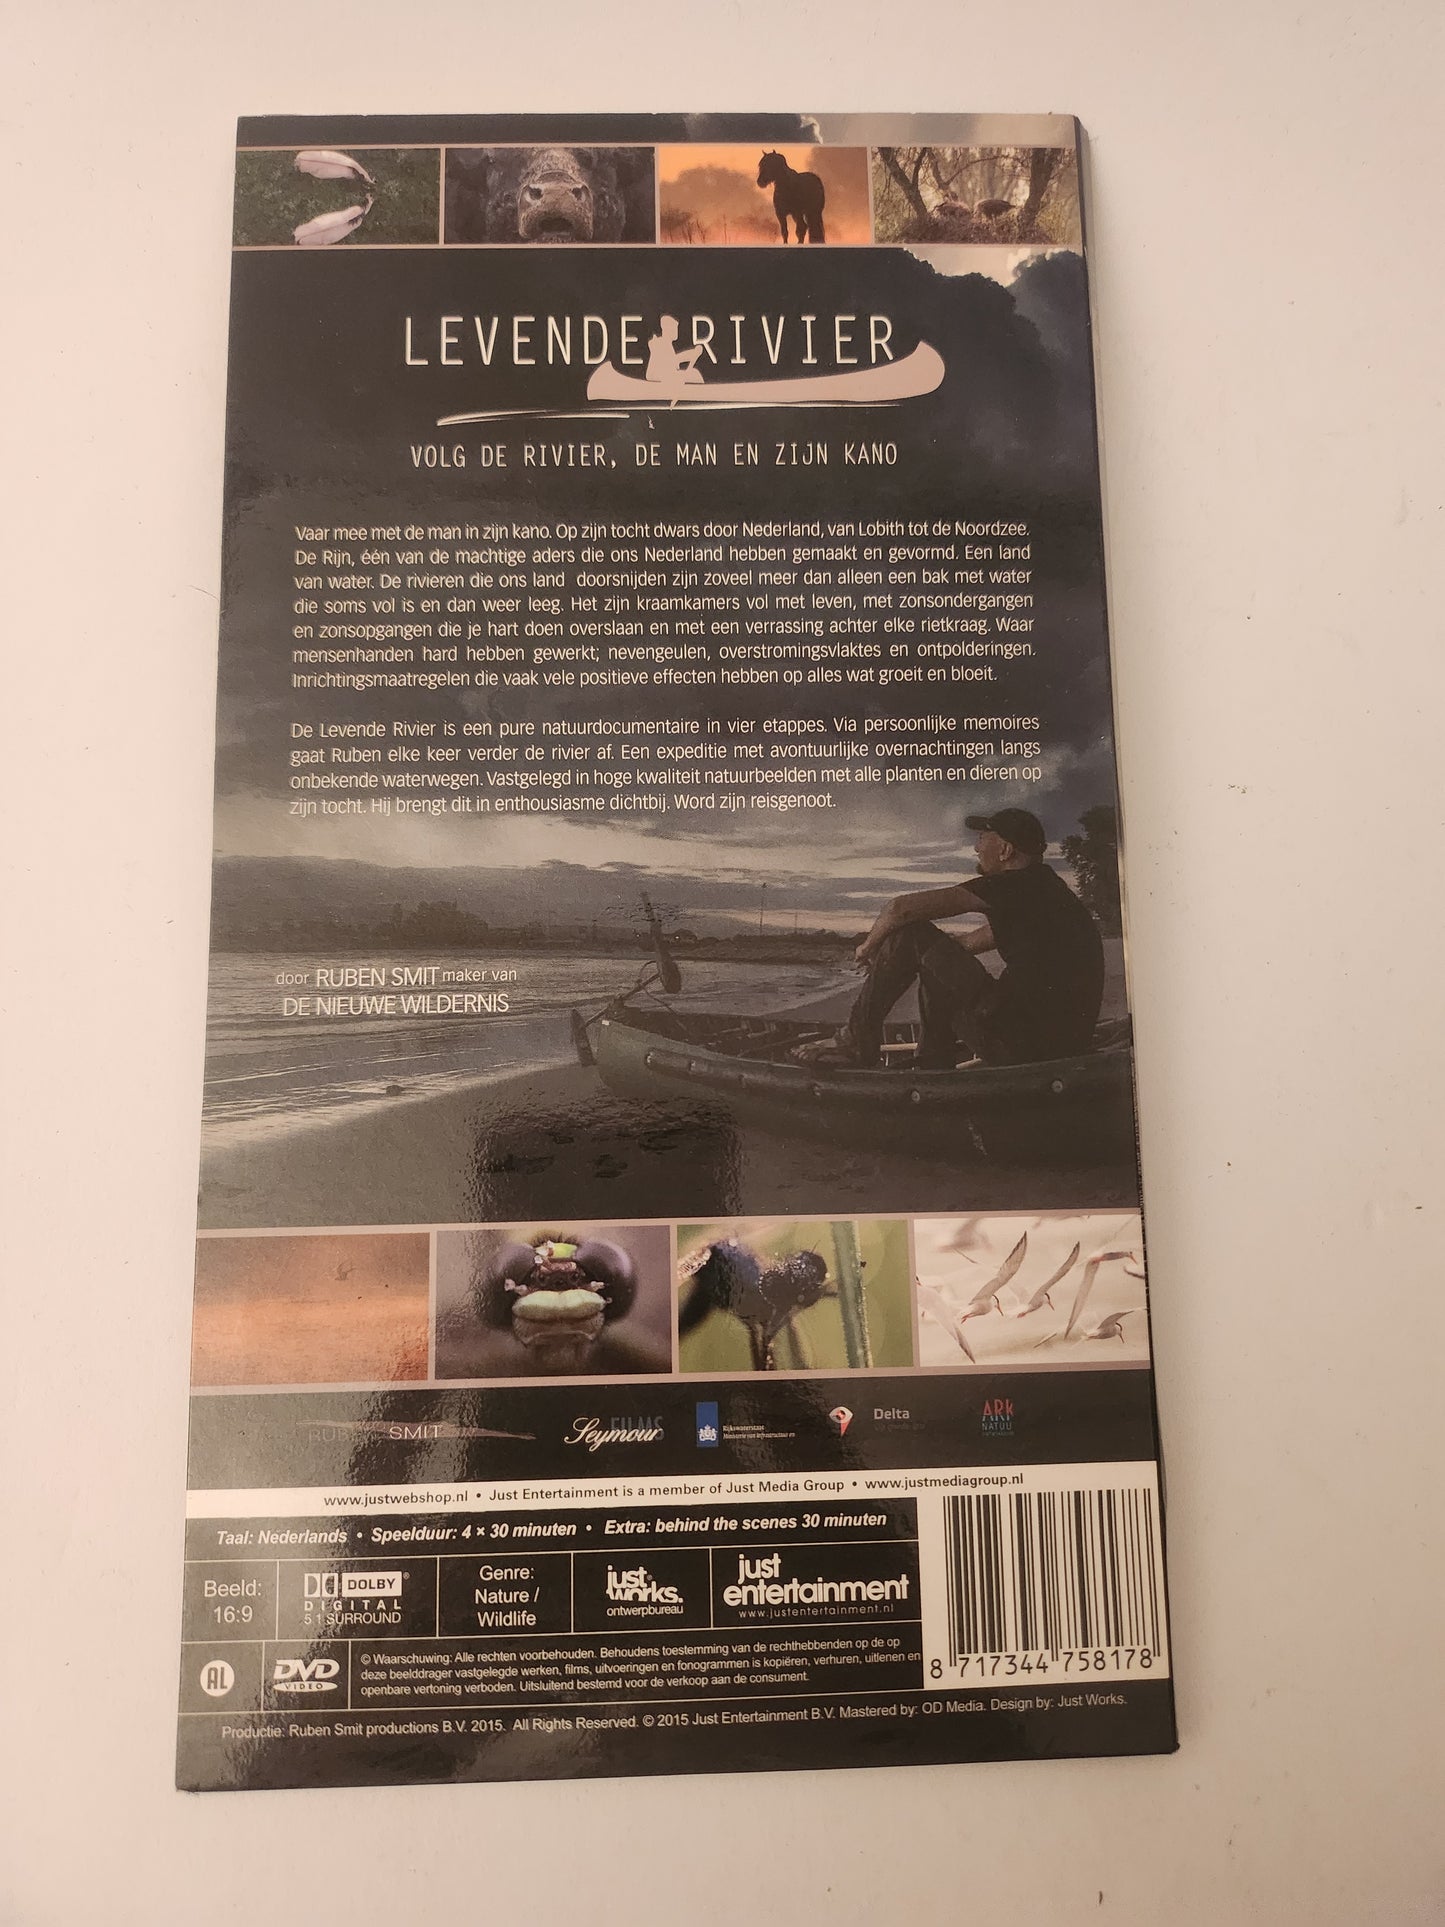 LEVENDE RIVIER
VOLG DE RIVIER, DE MAN EN ZIJN KANO
Vaar mee met de man in zijn kano. Op zijn tocht dwars door Nederland, van Lobith tot de Noordzee.
De Rijn, één van de machtige aders die ons Nederland hebben gemaakt en gevormd. Een land
van water. De rivieren die ons land doorsnijden zijn zoveel meer dan alleen een bak met water
die soms vol is en dan weer leeg. Het zijn kraamkamers vol met leven, met zonsondergangen
en zonsopgangen die je hart doen overslaan en met een verrassing achter elke rietkraag. Waar
mensenhanden hard hebben gewerkt; nevengeulen, overstromingsvlaktes en ontpolderingen.
Inrichtingsmaatregelen die vaak vele positieve effecten hebben op alles wat groeit en bloeit.
De Levende Rivier is een pure natuurdocumentaire in vier etappes. Via persoonlijke memoires
gaat Ruben elke keer verder de rivier af. Een expeditie met avontuurlijke overnachtingen langs
onbekende waterwegen. Vastgelegd in hoge kwaliteit natuurbeelden met alle planten en dieren op
zijn tocht. Hij brengt dit in enthousiasme dichtbij. Word zijn reisgenoot.
door RUBEN SMIT maker van
DE NIEUWE WILDERNIS
RUBEN SMIT
Seymour FILMS
Rijkswaterstaat
Ministerie van Infrastructuur en
Delta
ARK
NATUU
www.justwebshop.nl • Just Entertainment is a member of Just Media Group • www.justmediagroup.nl
Taal: Nederlands • Speelduur: 4 × 30 minuten • Extra: behind the scenes 30 minuten
Beeld:
16:9
DOLBY
DIGITAL
5.1 SURROUND
Genre:
Nature /
Wildlife
just
works.
ontwerpbureau
just
entertainment
www.justentertainment.nl
AL
DVD
VIDEO
© Waarschuwing: Alle rechten voorbehouden. Behoudens toestemming van de rechthebbenden op de op
deze beelddrager vastgelegde werken, films, uitvoeringen en fonogrammen is kopiëren, verhuren, uitlenen en
openbare vertoning verboden. Uitsluitend bestemd voor de verkoop aan de consument.
8 717344 758178
Productie: Ruben Smit productions B.V. 2015. All Rights Reserved. © 2015 Just Entertainment B.V. Mastered by: OD Media. Design by: Just Works.